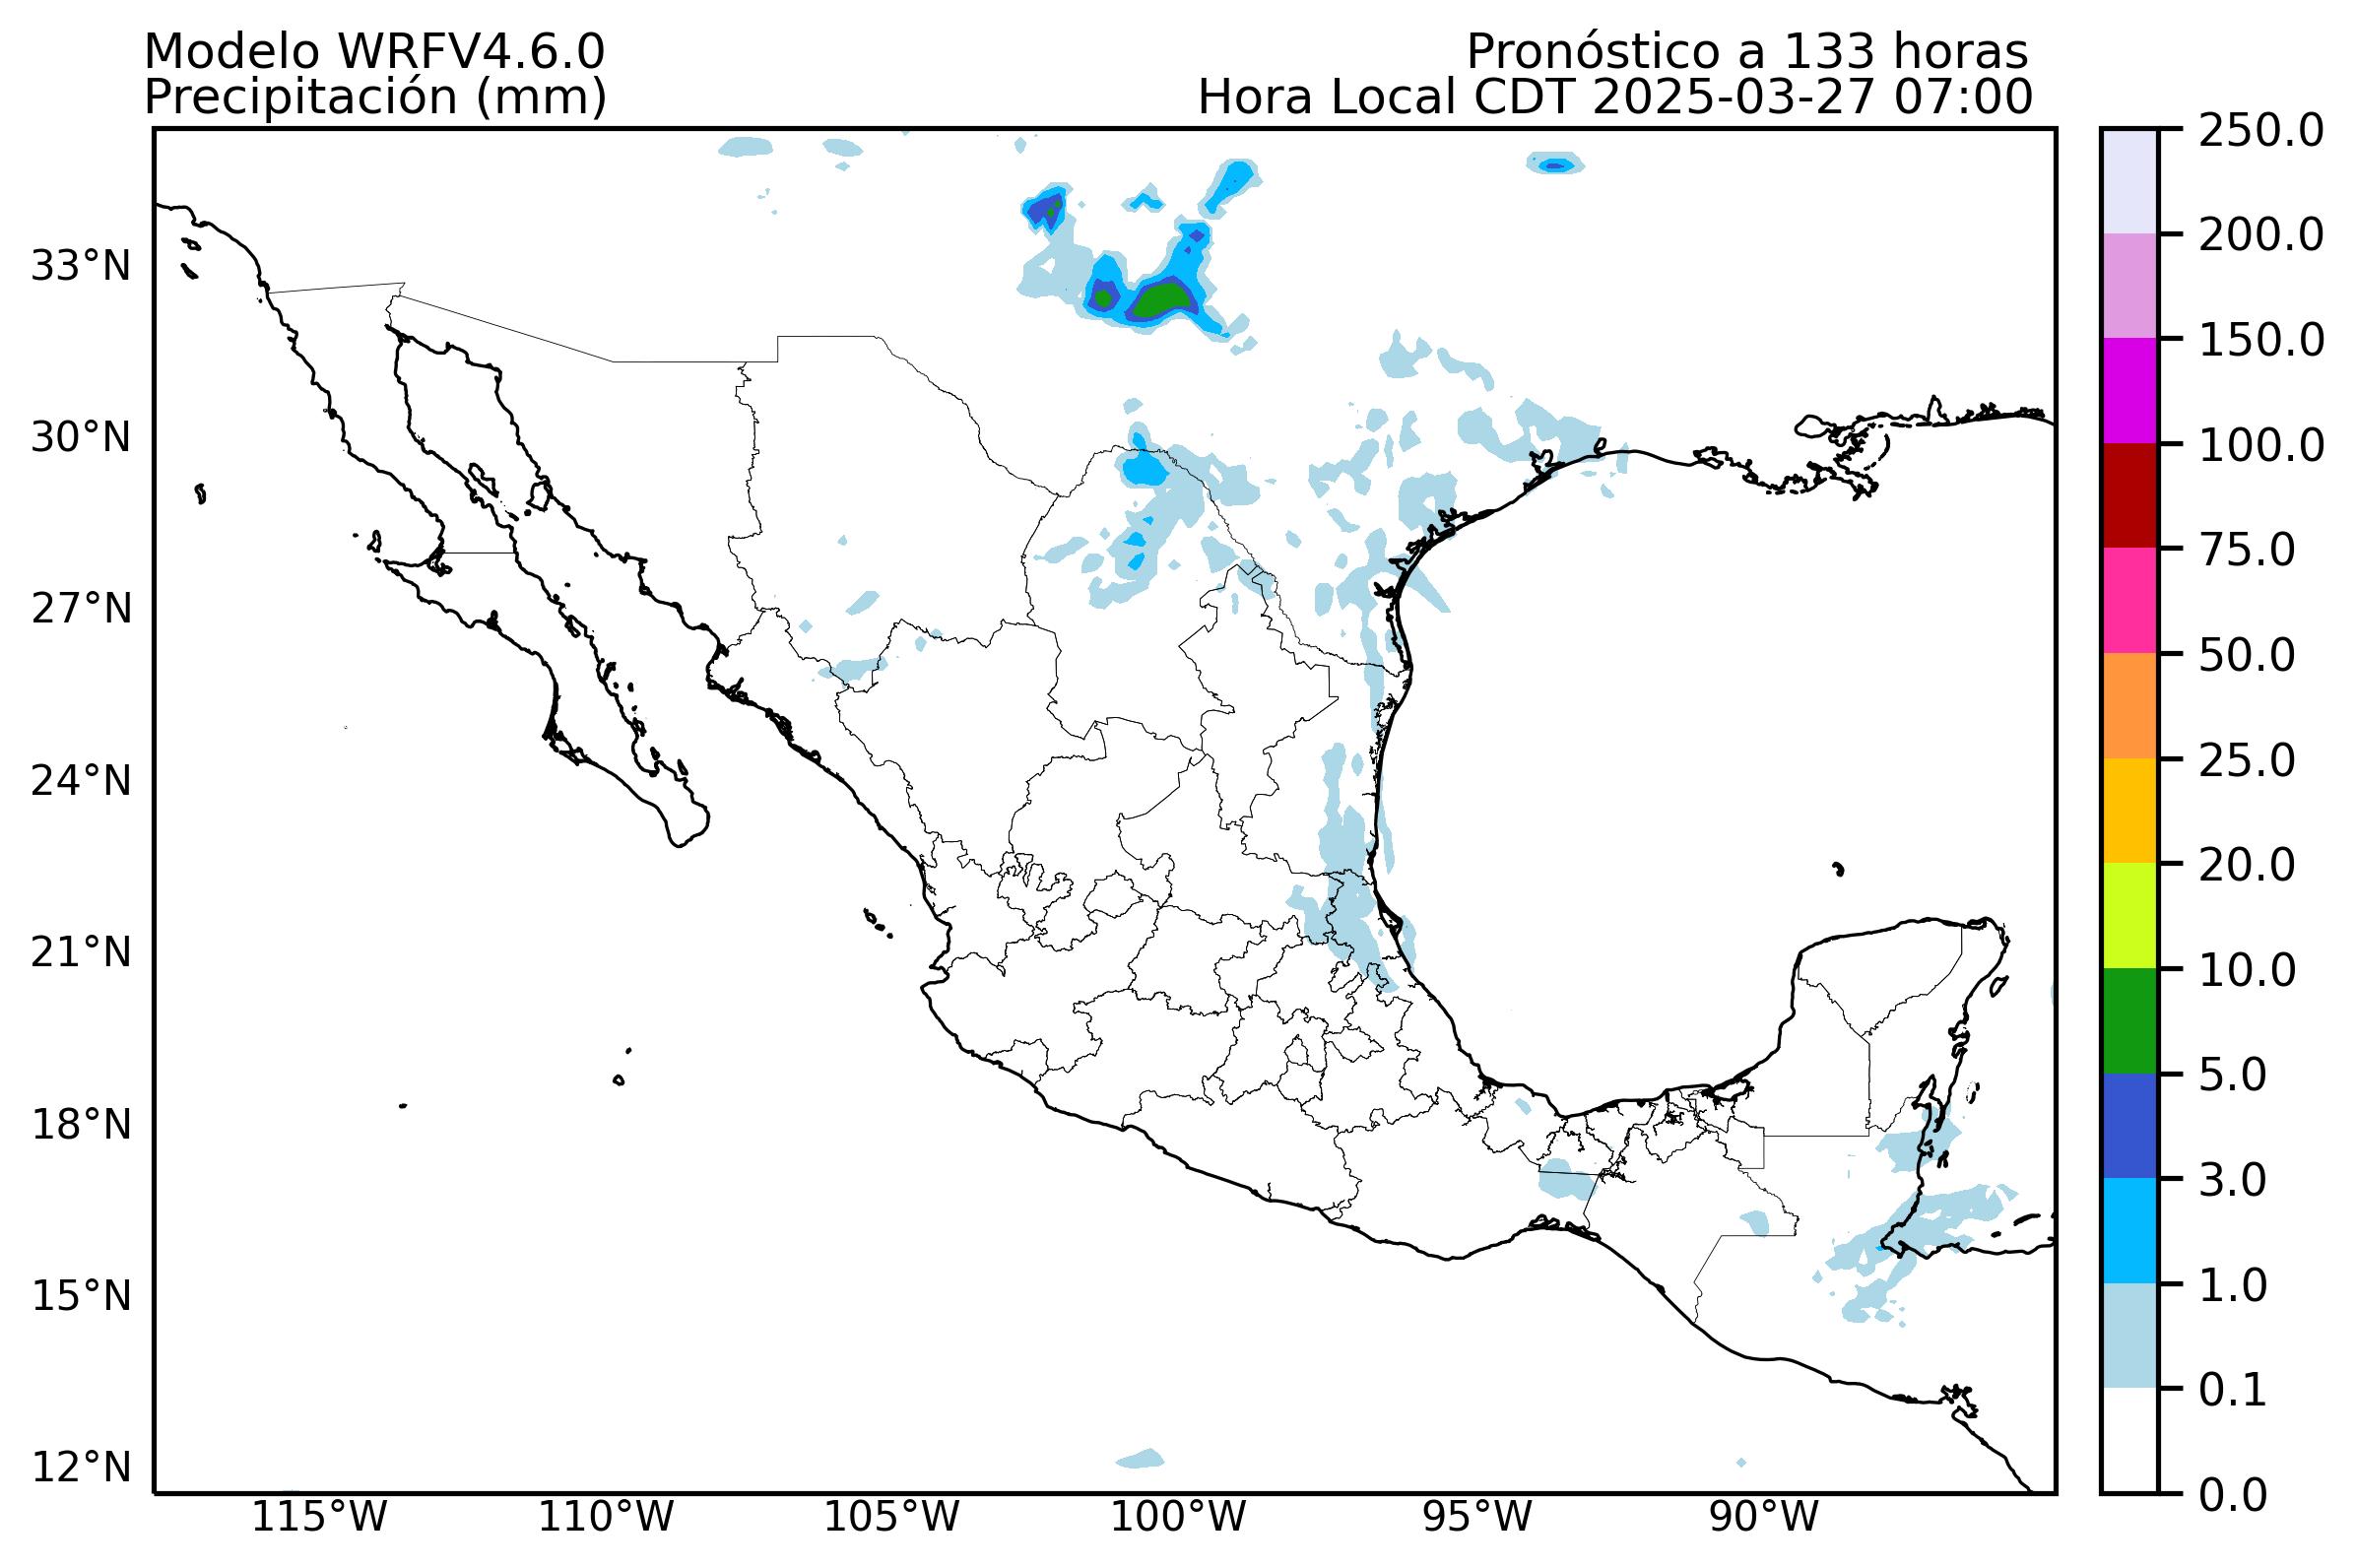 Modelo WRFV4.6.0
Pronóstico a 133 horas
Precipitación (mm)
Hora Local CDT 2025-03-27 07:00
33°N
30°N
27°N
24°N
21°N
18°N
15°N
12°N
115°W
110°W
105°W
100°W
95°W
90°W
250.0
200.0
150.0
100.0
75.0
50.0
25.0
20.0
10.0
5.0
3.0
1.0
0.1
0.0